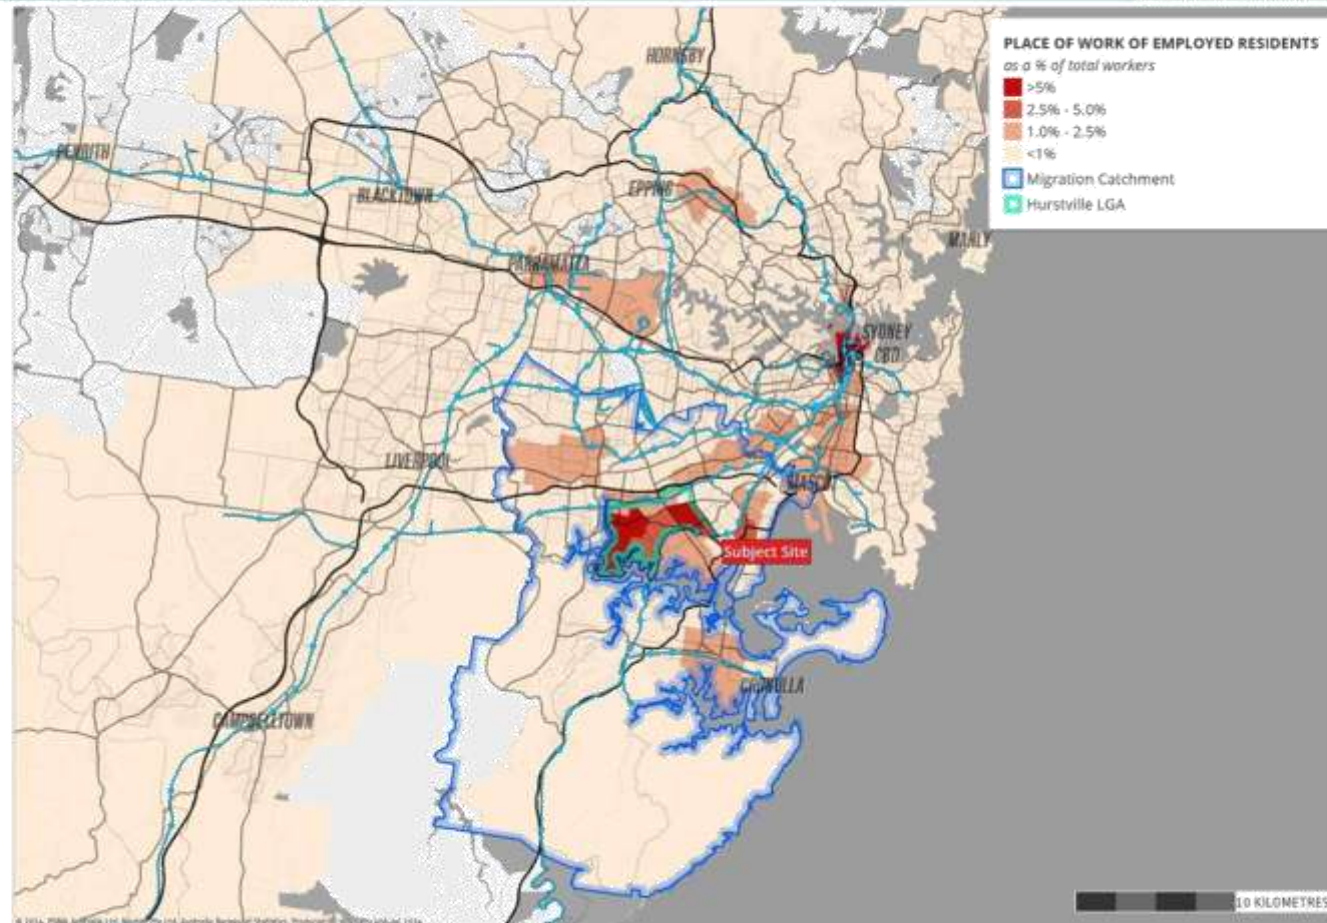 PLACE OF WORK OF EMPLOYED RESIDENTS
as a % of total workers
>5%
2.5% - 5.0%
1.0% - 2.5%
<1%
Migration Catchment
Hurstville LGA
HORNSBY
PENRITH
BLACKTOWN
EPPING
MANLY
PARRAMATTA
SYDNEY
CBD
LIVERPOOL
MASCOT
Subject Site
CRONULLA
CAMPBELLTOWN
10 KILOMETRES